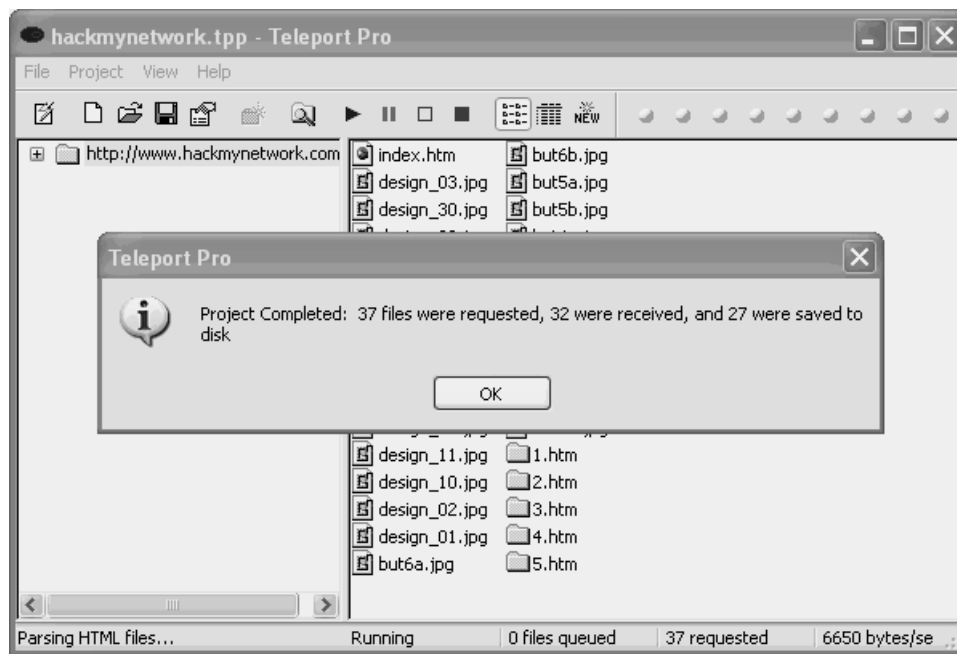 hackmynetwork.tpp - Teleport Pro
File Project View Help
NEW
http://www.hackmynetwork.com
index.htm but6b.jpg
design_03.jpg but5a.jpg
design_30.jpg but5b.jpg
Teleport Pro
Project Completed: 37 files were requested, 32 were received, and 27 were saved to
disk
OK
design_11.jpg 1.htm
design_10.jpg 2.htm
design_02.jpg 3.htm
design_01.jpg 4.htm
but6a.jpg 5.htm
Parsing HTML files... Running 0 files queued 37 requested 6650 bytes/se